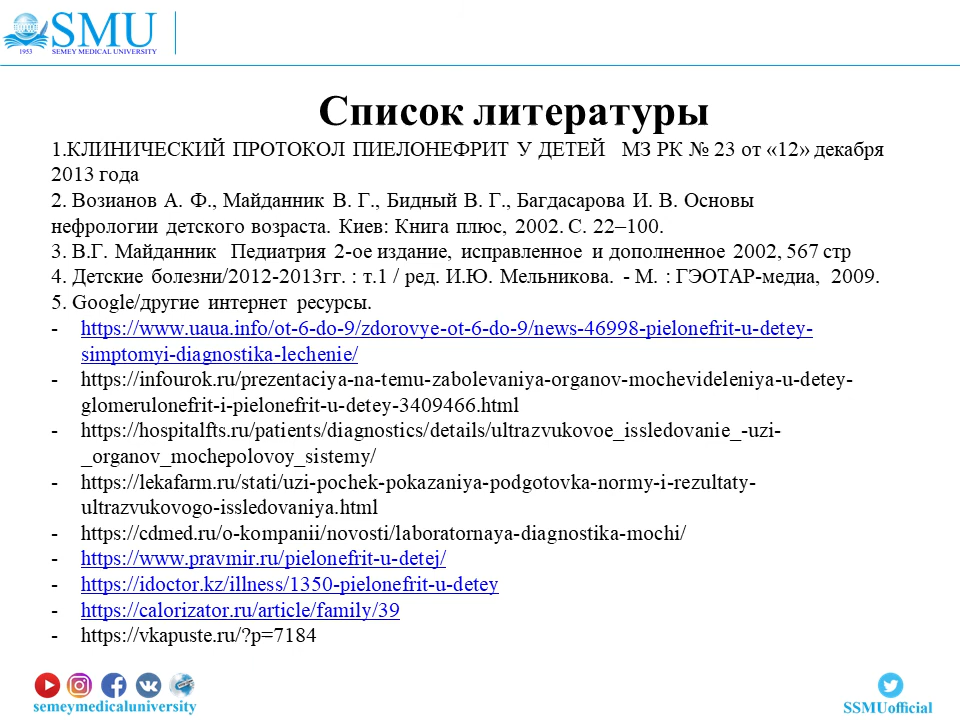 SMU
1953 SEMEY MEDICAL UNIVERSITY
Список литературы
1.КЛИНИЧЕСКИЙ ПРОТОКОЛ ПИЕЛОНЕФРИТ У ДЕТЕЙ МЗ РК № 23 от «12» декабря
2013 года
2. Возианов А. Ф., Майданник В. Г., Бидный В. Г., Багдасарова И. В. Основы
нефрологии детского возраста. Киев: Книга плюс, 2002. С. 22–100.
3. В.Г. Майданник Педиатрия 2-ое издание, исправленное и дополненное 2002, 567 стр
4. Детские болезни/2012-2013гг. : т.1 / ред. И.Ю. Мельникова. - М. : ГЭОТАР-медиа, 2009.
5. Google/другие интернет ресурсы.
- https://www.uaua.info/ot-6-do-9/zdorovye-ot-6-do-9/news-46998-pielonefrit-u-detey-
simptomyi-diagnostika-lechenie/
- https://infourok.ru/prezentaciya-na-temu-zabolevaniya-organov-mochevideleniya-u-detey-
glomerulonefrit-i-pielonefrit-u-detey-3409466.html
- https://hospitalfts.ru/patients/diagnostics/details/ultrazvukovoe_issledovanie_-uzi-
_organov_mochepolovoy_sistemy/
- https://lekafarm.ru/stati/uzi-pochek-pokazaniya-podgotovka-normy-i-rezultaty-
ultrazvukovogo-issledovaniya.html
- https://cdmed.ru/o-kompanii/novosti/laboratornaya-diagnostika-mochi/
- https://www.pravmir.ru/pielonefrit-u-detej/
- https://idoctor.kz/illness/1350-pielonefrit-u-detey
- https://calorizator.ru/article/family/39
- https://vkapuste.ru/?p=7184
semeymedicaluniversity
SSMUofficial